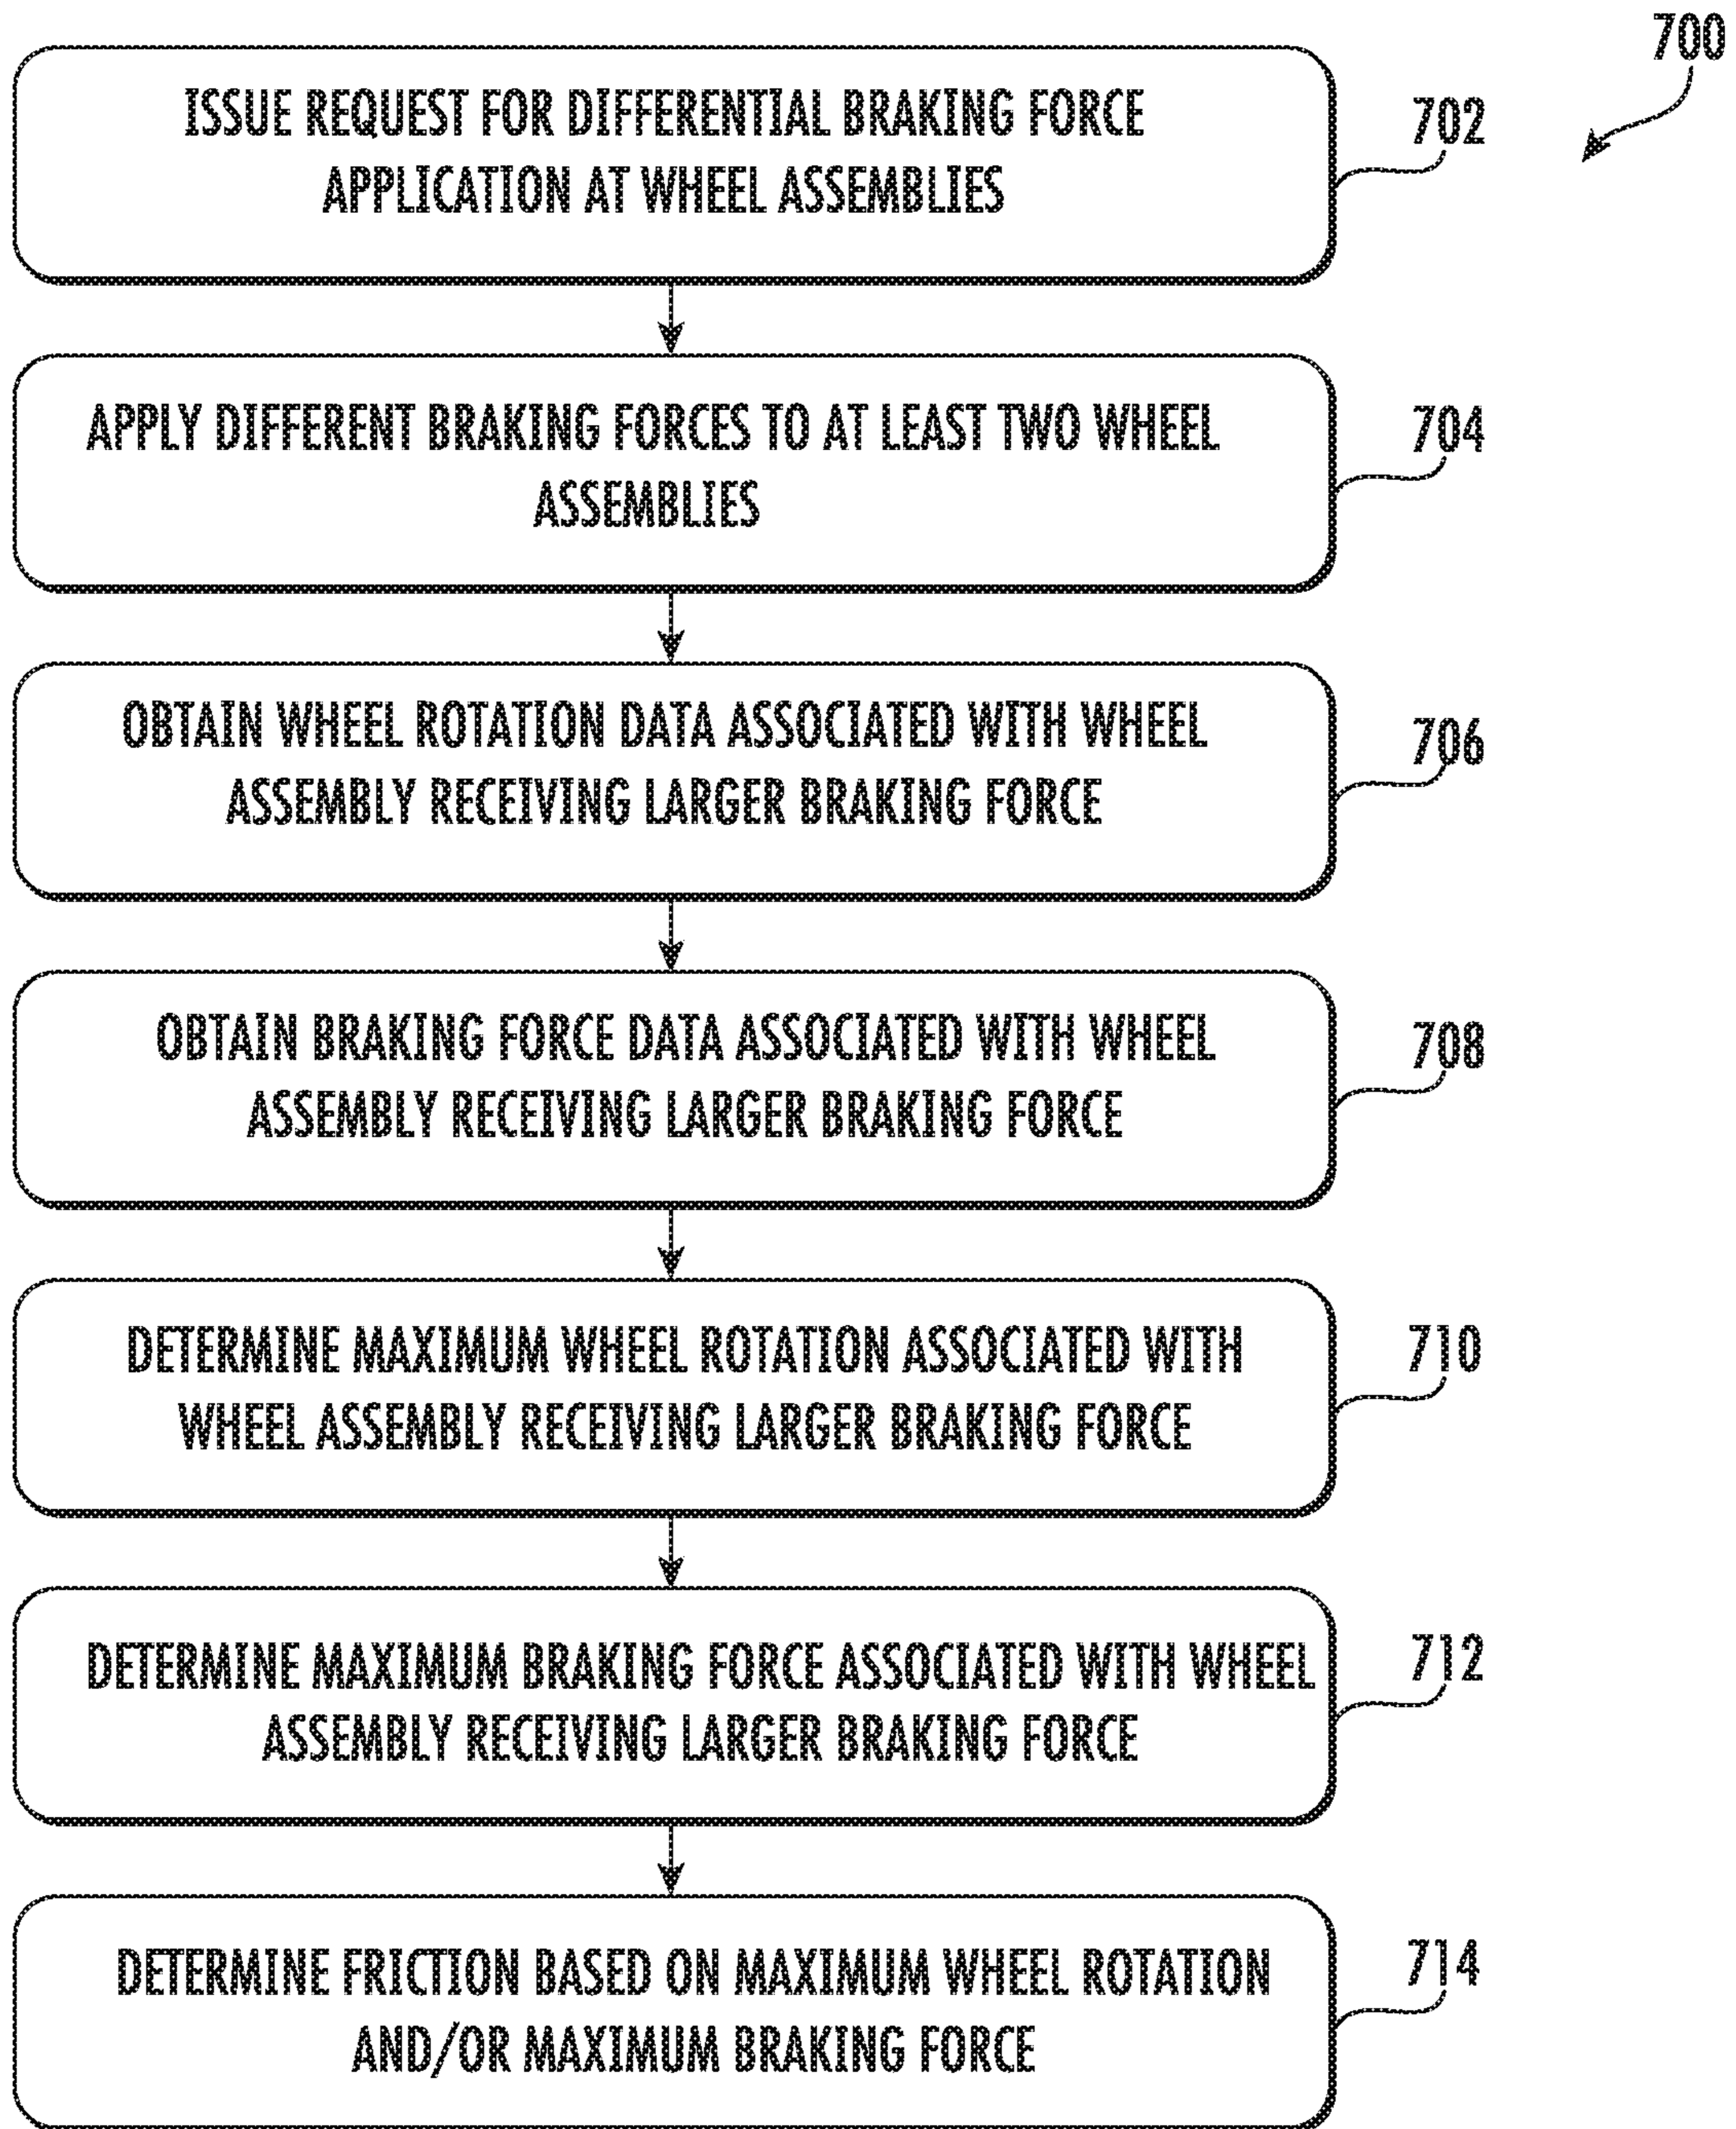 700
ISSUE REQUEST FOR DIFFERENTIAL BRAKING FORCE
APPLICATION AT WHEEL ASSEMBLIES
702
APPLY DIFFERENT BRAKING FORCES TO AT LEAST TWO WHEEL
ASSEMBLIES
704
OBTAIN WHEEL ROTATION DATA ASSOCIATED WITH WHEEL
ASSEMBLY RECEIVING LARGER BRAKING FORCE
706
OBTAIN BRAKING FORCE DATA ASSOCIATED WITH WHEEL
ASSEMBLY RECEIVING LARGER BRAKING FORCE
708
DETERMINE MAXIMUM WHEEL ROTATION ASSOCIATED WITH
WHEEL ASSEMBLY RECEIVING LARGER BRAKING FORCE
710
DETERMINE MAXIMUM BRAKING FORCE ASSOCIATED WITH WHEEL
ASSEMBLY RECEIVING LARGER BRAKING FORCE
712
DETERMINE FRICTION BASED ON MAXIMUM WHEEL ROTATION
AND/OR MAXIMUM BRAKING FORCE
714